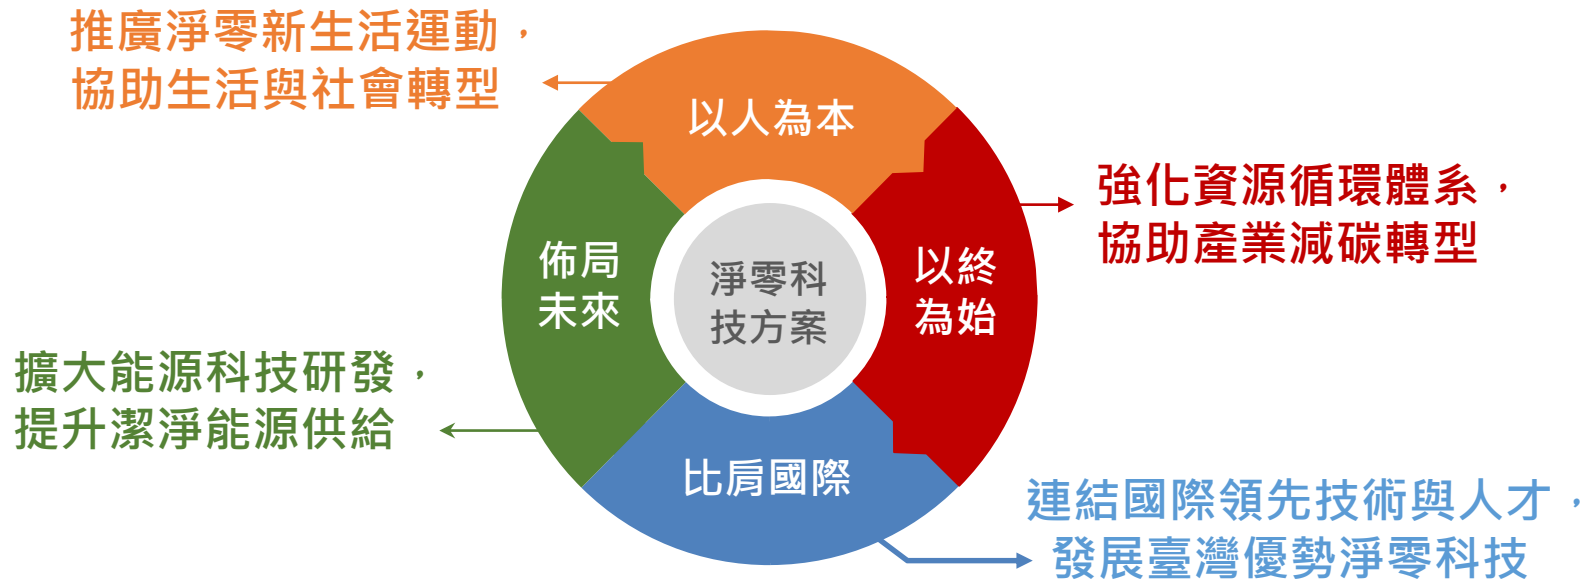 推廣淨零新生活運動，
協助生活與社會轉型
以人為本
強化資源循環體系，
協助產業減碳轉型
以終
為始
佈局
未來
淨零科
技方案
擴大能源科技研發，
提升潔淨能源供給
比肩國際
連結國際領先技術與人才，
發展臺灣優勢淨零科技